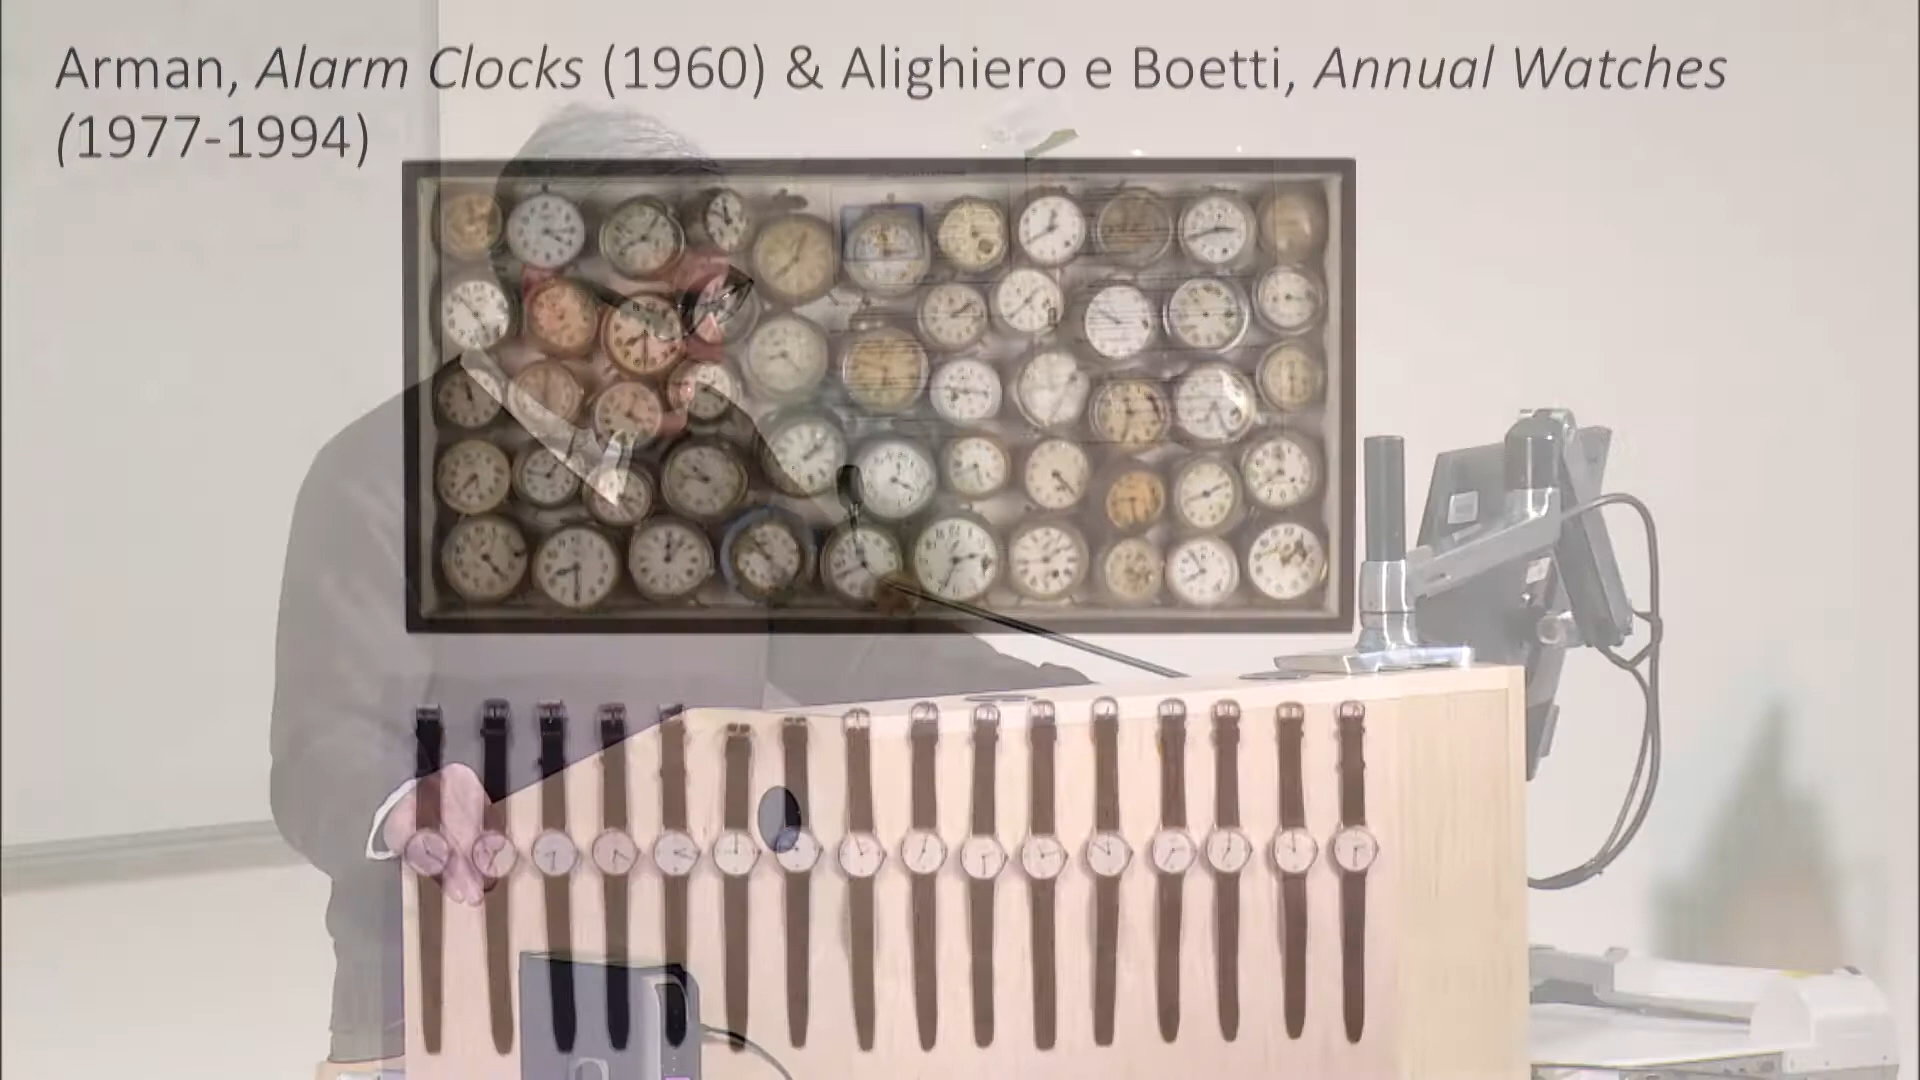 Arman, Alarm Clocks (1960) & Alighiero e Boetti, Annual Watches
(1977-1994)